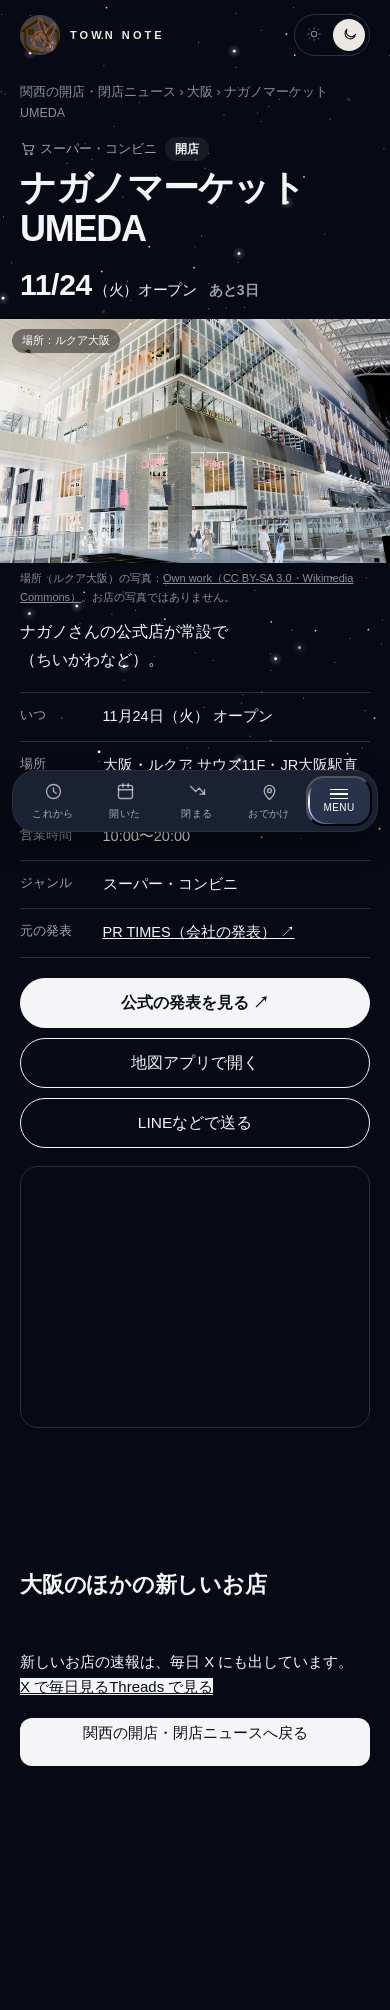 TOWN NOTE
関西の開店・閉店ニュース › 大阪 › ナガノマーケット
UMEDA
スーパー・コンビニ 開店
ナガノマーケット
UMEDA
11/24（火）オープン あと3日
場所：ルクア大阪
場所（ルクア大阪）の写真：Own work（CC BY-SA 3.0・Wikimedia
Commons）。お店の写真ではありません。
ナガノさんの公式店が常設で
（ちいかわなど）。
いつ 11月24日（火） オープン
場所 大阪・ルクア サウス11F・JR大阪駅直
これから
開いた
閉まる
おでかけ
MENU
営業時間 10:00〜20:00
ジャンル スーパー・コンビニ
元の発表 PR TIMES（会社の発表） ↗
公式の発表を見る ↗
地図アプリで開く
LINEなどで送る
大阪のほかの新しいお店
新しいお店の速報は、毎日 X にも出しています。
X で毎日見るThreads で見る
関西の開店・閉店ニュースへ戻る